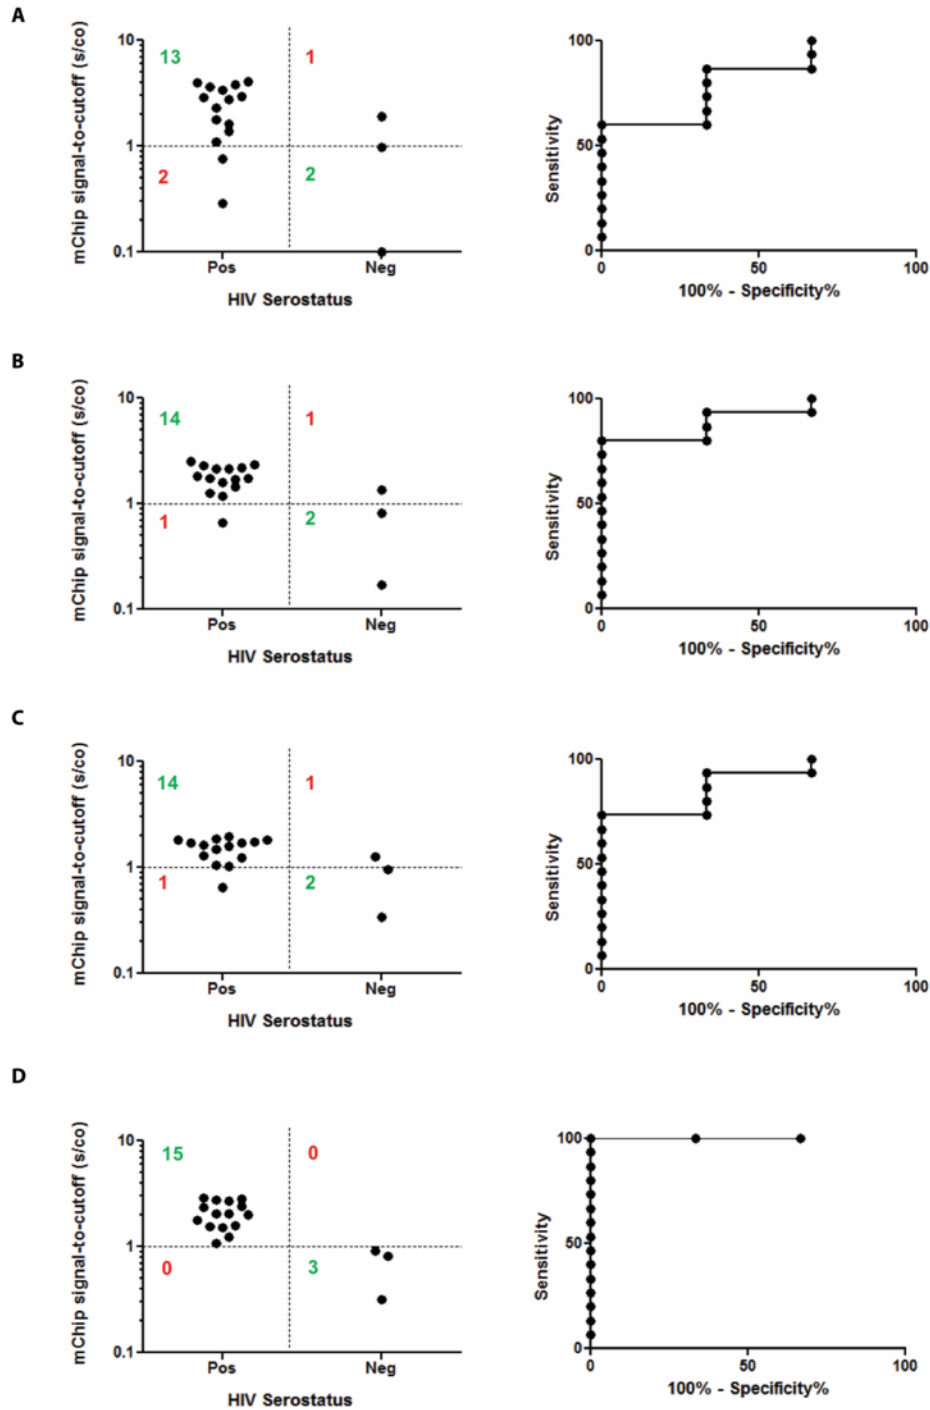 A
mChip signal-to-cutoff (s/co)
10
1
0.1
13
1
2
2
Pos
Neg
HIV Serostatus
Sensitivity
100
50
0
0
50
100
100% - Specificity%
B
mChip signal-to-cutoff (s/co)
10
1
0.1
14
1
1
2
Pos
Neg
HIV Serostatus
Sensitivity
100
50
0
0
50
100
100% - Specificity%
C
mChip signal-to-cutoff (s/co)
10
1
0.1
14
1
1
2
Pos
Neg
HIV Serostatus
Sensitivity
100
50
0
0
50
100
100% - Specificity%
D
mChip signal-to-cutoff (s/co)
10
1
0.1
15
0
0
3
Pos
Neg
HIV Serostatus
Sensitivity
100
50
0
0
50
100
100% - Specificity%